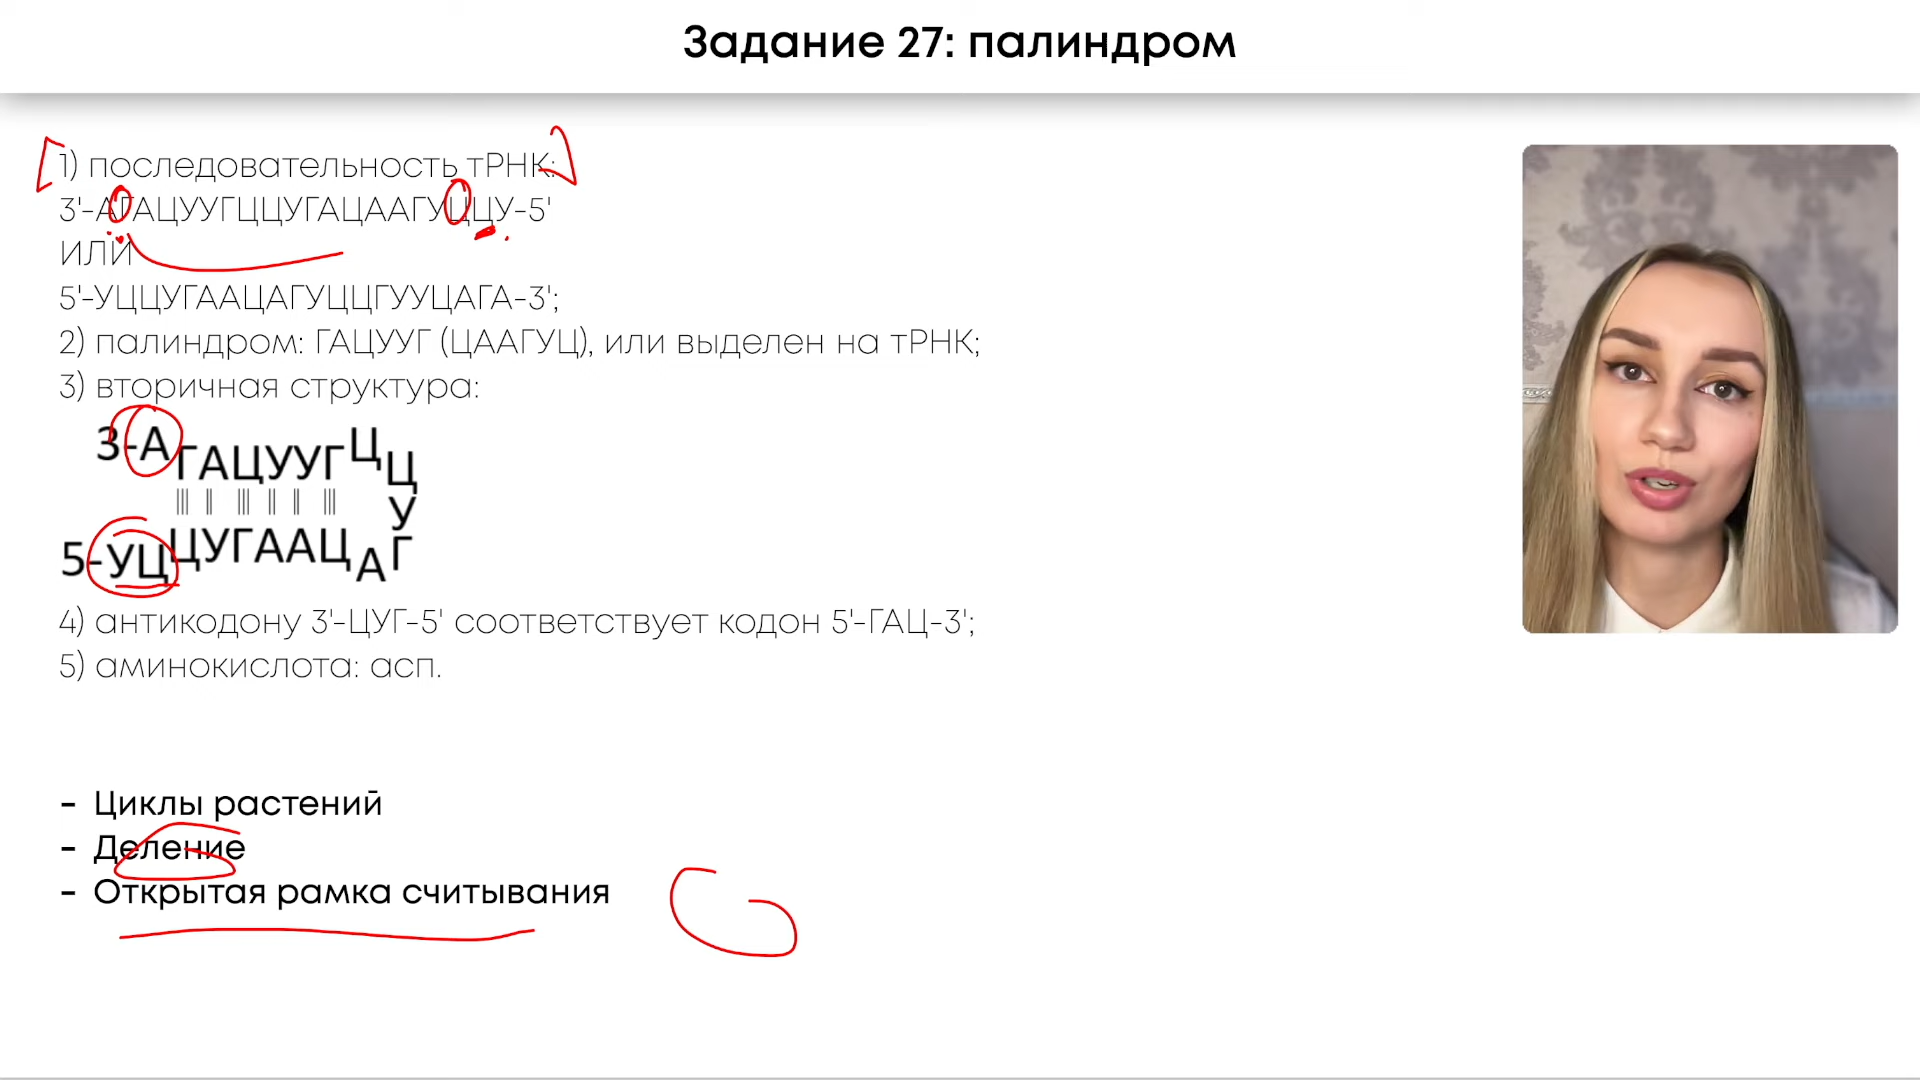 Задание 27: палиндром
1) последовательность тРНК:
3'-АГАЦУУГЦЦУГАЦААГУЦЦУ-5'
ИЛИ
5'-УЦЦУГААЦАГУЦЦГУУЦАГА-3';
2) палиндром: ГАЦУУГ (ЦААГУЦ), или выделен на тРНК;
3) вторичная структура:
3-А ГАЦУУГ Ц
Ц
У
5-УЦ ЦУГААЦ А Г
4) антикодону 3'-ЦУГ-5' соответствует кодон 5'-ГАЦ-3';
5) аминокислота: асп.
- Циклы растений
- Деление
- Открытая рамка считывания